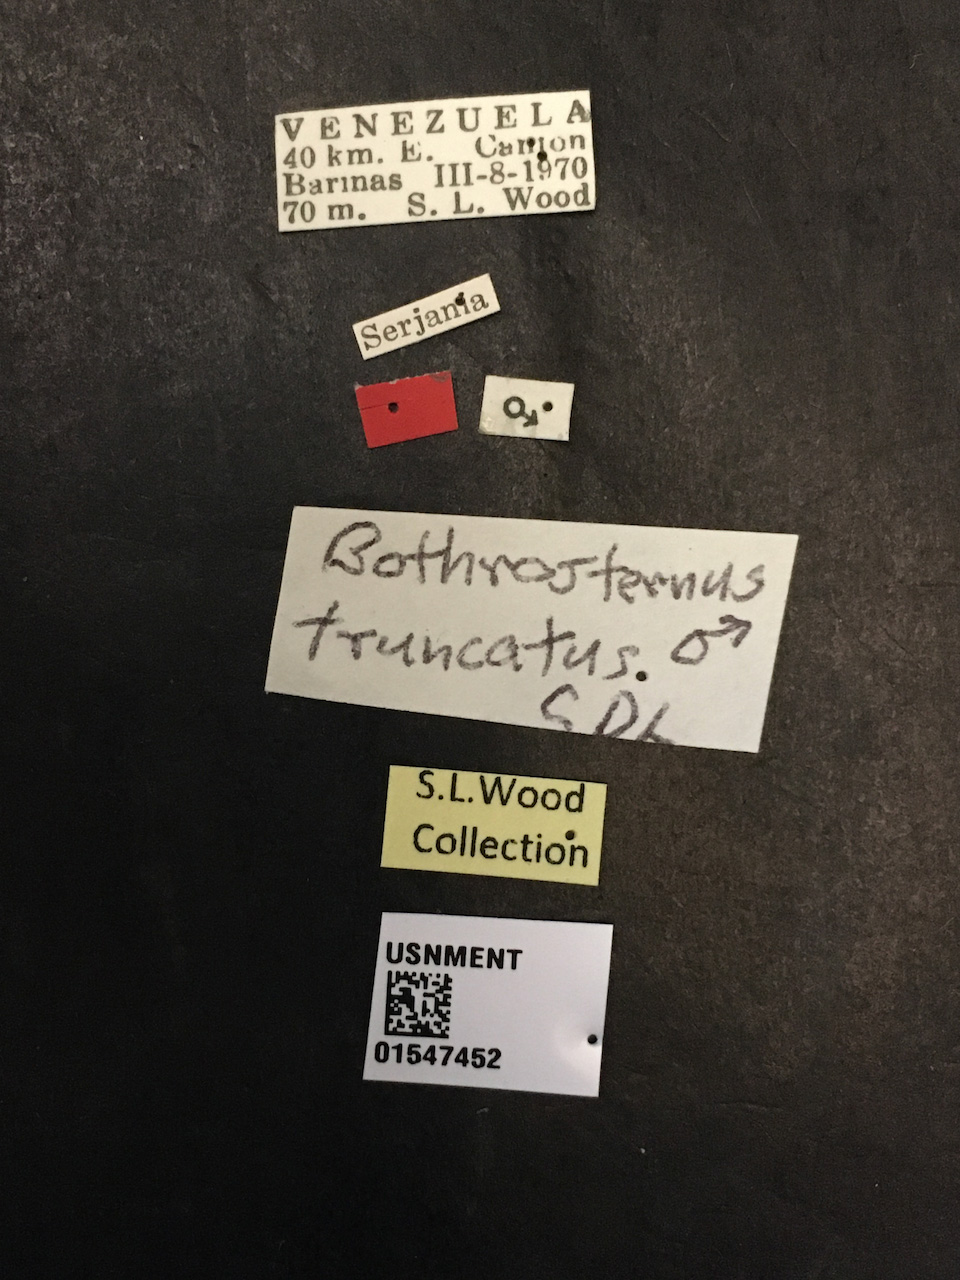 VENEZUELA
40 km. E. Canton
Barinas III-8-1970
70 m. S. L. Wood
Serjania
♂
Bothrosternus
truncatus. ♂
S.L.Wood
Collection
USNMENT
01547452